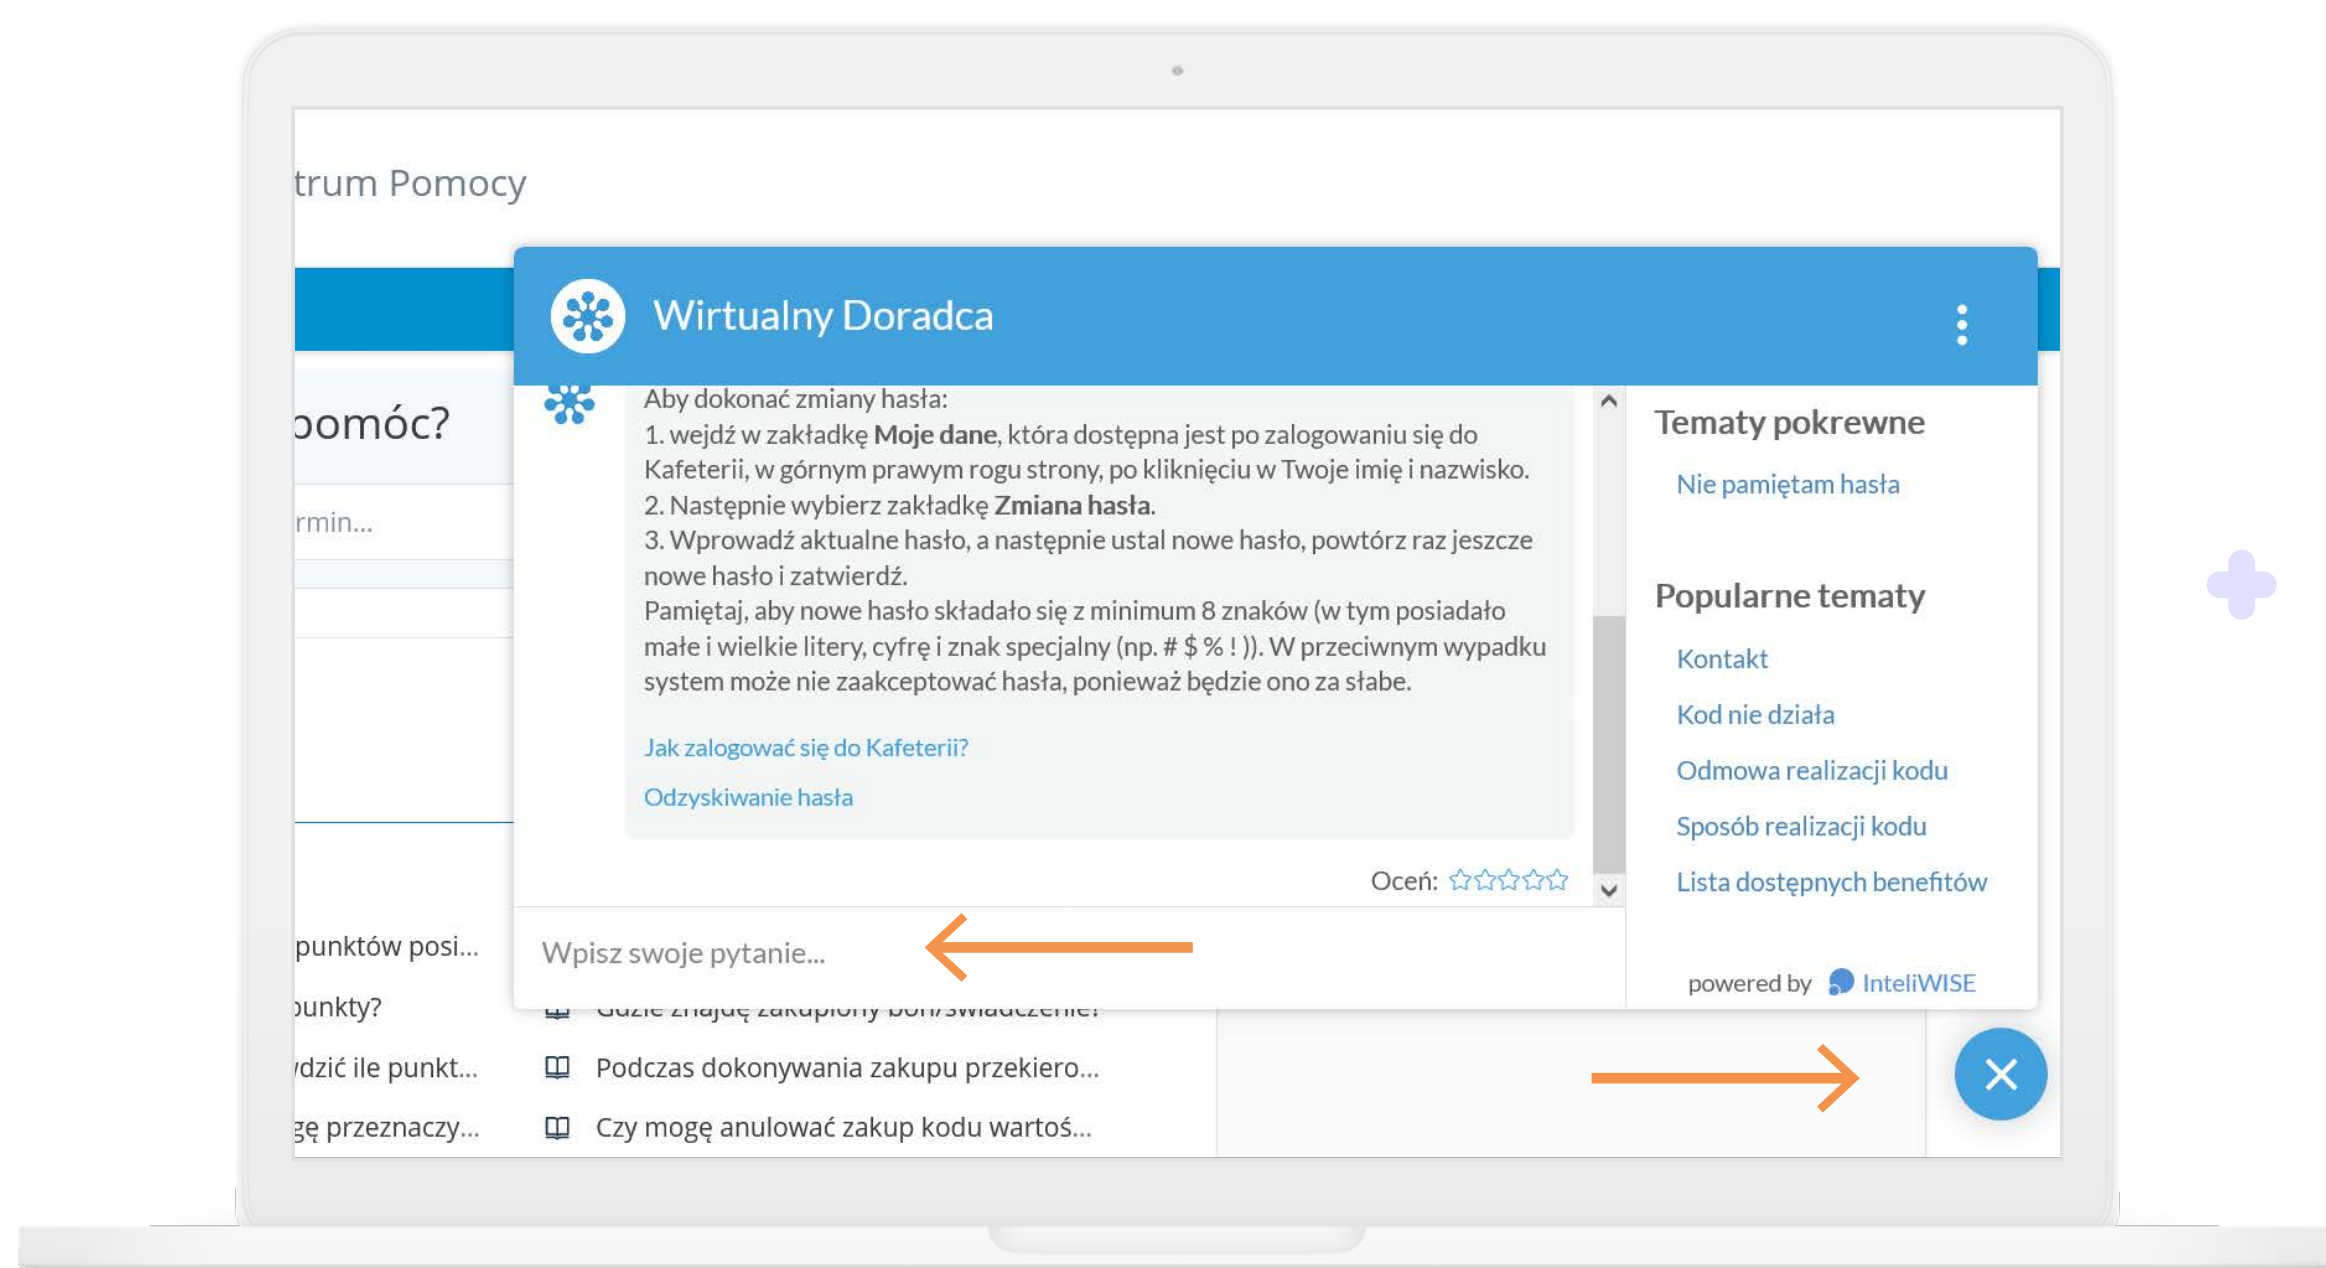 trum Pomocy
Wirtualny Doradca
pomóc?
rmin...
Aby dokonać zmiany hasła:
1. wejdź w zakładkę Moje dane, która dostępna jest po zalogowaniu się do
Kafeterii, w górnym prawym rogu strony, po kliknięciu w Twoje imię i nazwisko.
2. Następnie wybierz zakładkę Zmiana hasła.
3. Wprowadź aktualne hasło, a następnie ustal nowe hasło, powtórz raz jeszcze
nowe hasło i zatwierdź.
Pamiętaj, aby nowe hasło składało się z minimum 8 znaków (w tym posiadało
małe i wielkie litery, cyfrę i znak specjalny (np. # $ % ! )). W przeciwnym wypadku
system może nie zaakceptować hasła, ponieważ będzie ono za słabe.
Jak zalogować się do Kafeterii?
Odzyskiwanie hasła
Oceń:
Wpisz swoje pytanie...
Tematy pokrewne
Nie pamiętam hasła
Popularne tematy
Kontakt
Kod nie działa
Odmowa realizacji kodu
Sposób realizacji kodu
Lista dostępnych benefitów
powered by InteliWISE
punktów posi...
punkty?
dzić ile punkt...
gę przeznaczy...
Gdzie znajdę zakupiony bon/świadczenie?
Podczas dokonywania zakupu przekiero...
Czy mogę anulować zakup kodu wartoś...